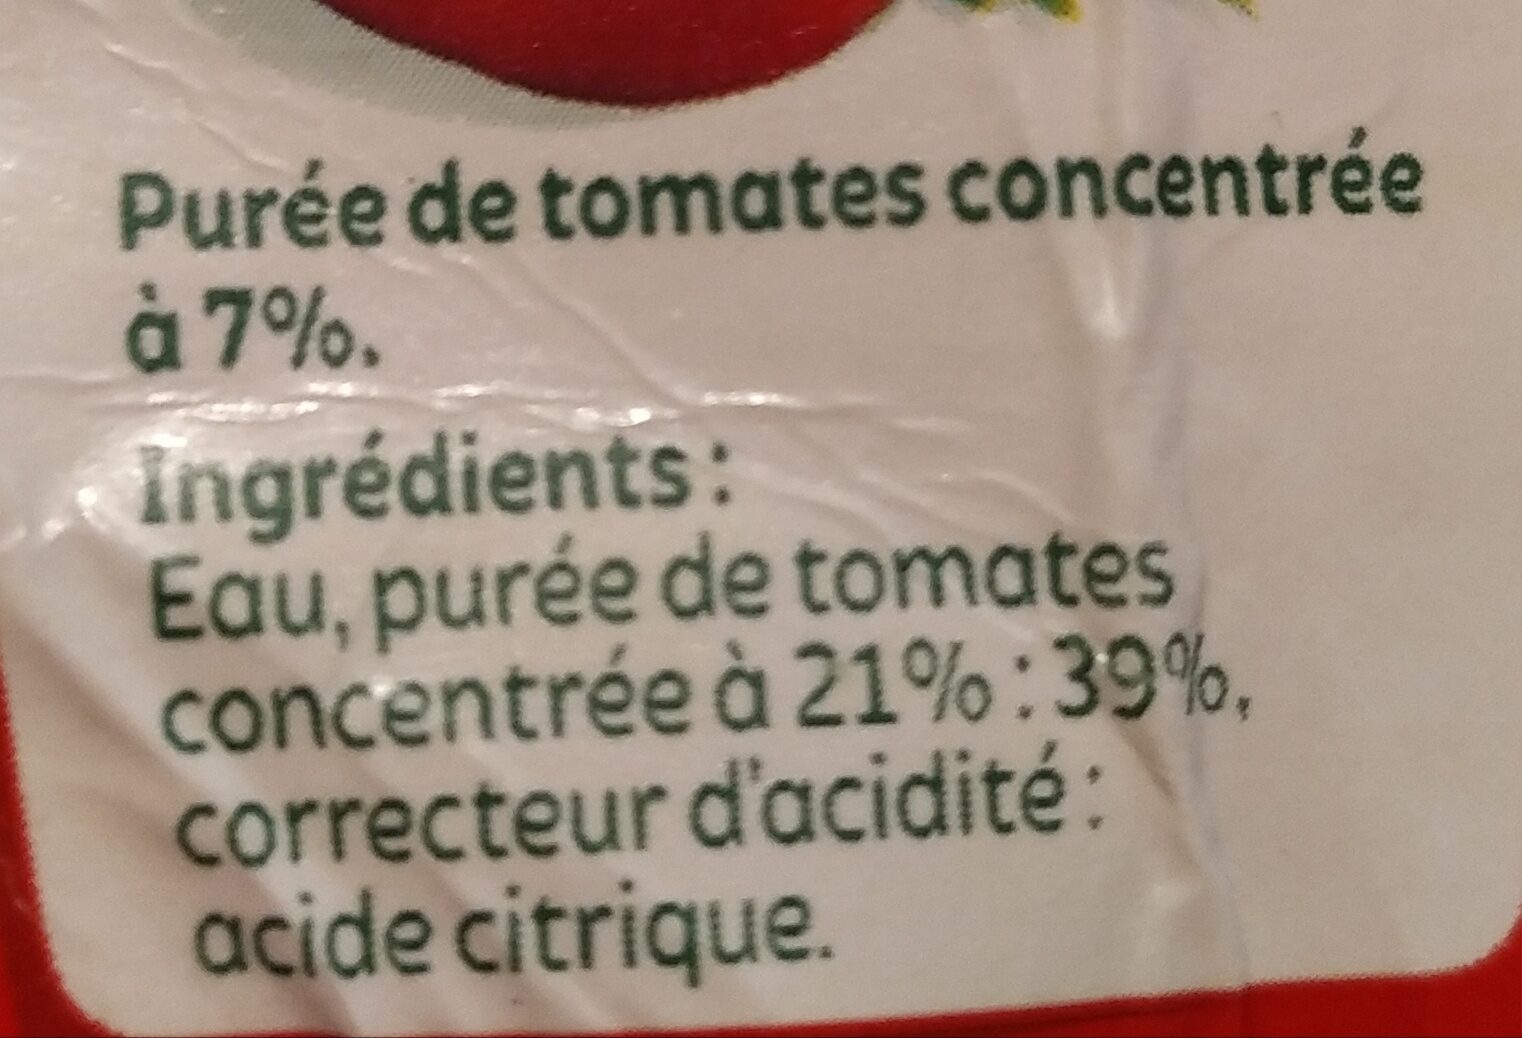 Purée de tomates concentrée
à 7%.
Ingrédients :
Eau, purée de tomates
concentrée à 21% : 39%,
correcteur d'acidité :
acide citrique.